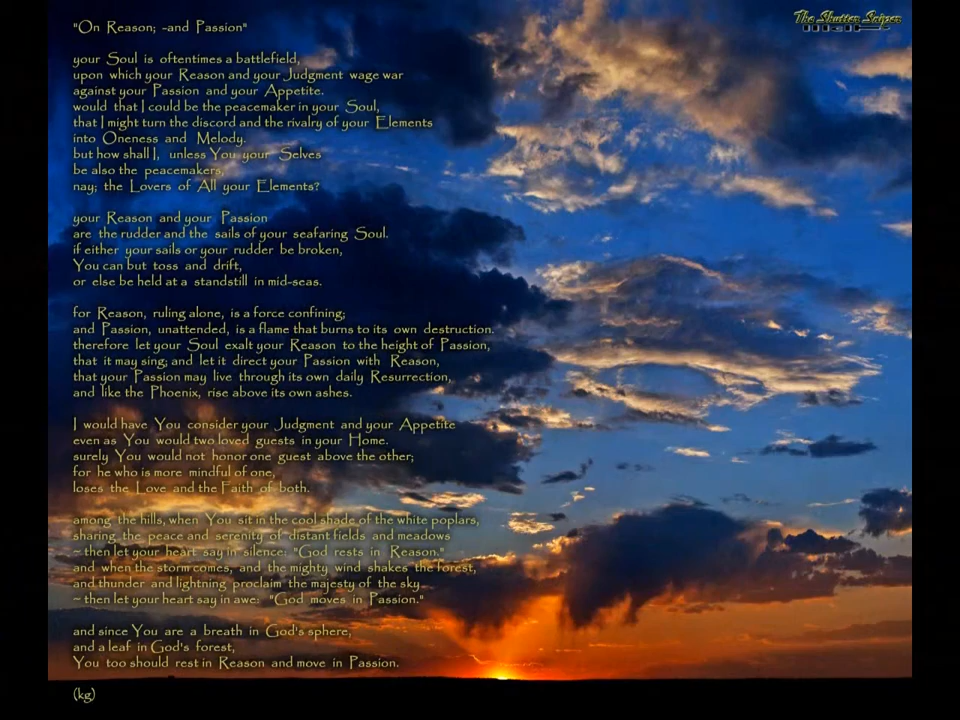 "On Reason; -and Passion"
The Shutter Sniper
your Soul is oftentimes a battlefield,
upon which your Reason and your Judgment wage war
against your Passion and your Appetite.
would that I could be the peacemaker in your Soul,
that I might turn the discord and the rivalry of your Elements
into Oneness and Melody.
but how shall I, unless You your Selves
be also the peacemakers,
nay; the Lovers of All your Elements?
your Reason and your Passion
are the rudder and the sails of your seafaring Soul.
if either your sails or your rudder be broken,
You can but toss and drift,
or else be held at a standstill in mid-seas.
for Reason, ruling alone, is a force confining;
and Passion, unattended, is a flame that burns to its own destruction.
therefore let your Soul exalt your Reason to the height of Passion,
that it may sing; and let it direct your Passion with Reason,
that your Passion may live through its own daily Resurrection,
and like the Phoenix, rise above its own ashes.
I would have You consider your Judgment and your Appetite
even as You would two loved guests in your Home.
surely You would not honor one guest above the other;
for he who is more mindful of one,
loses the Love and the Faith of both.
among the hills, when You sit in the cool shade of the white poplars,
sharing the peace and serenity of distant fields and meadows
~ then let your heart say in silence: "God rests in Reason."
and when the storm comes, and the mighty wind shakes the forest,
and thunder and lightning proclaim the majesty of the sky
~ then let your heart say in awe: "God moves in Passion."
and since You are a breath in God's sphere,
and a leaf in God's forest,
You too should rest in Reason and move in Passion.
(kg)